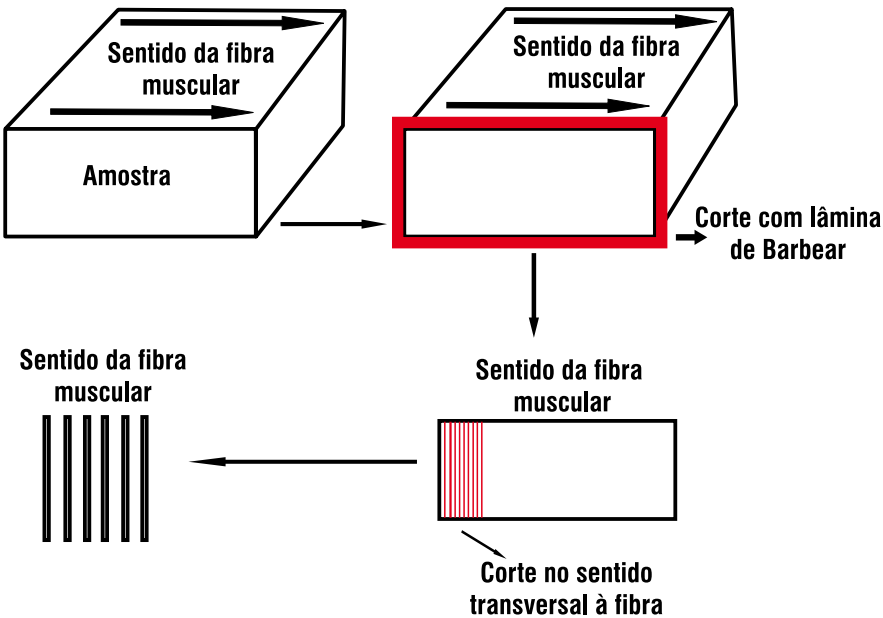 Sentido da fibra
muscular
Amostra
Sentido da fibra
muscular
Corte com lâmina
de Barbear
Sentido da fibra
muscular
Sentido da fibra
muscular
Corte no sentido
transversal à fibra